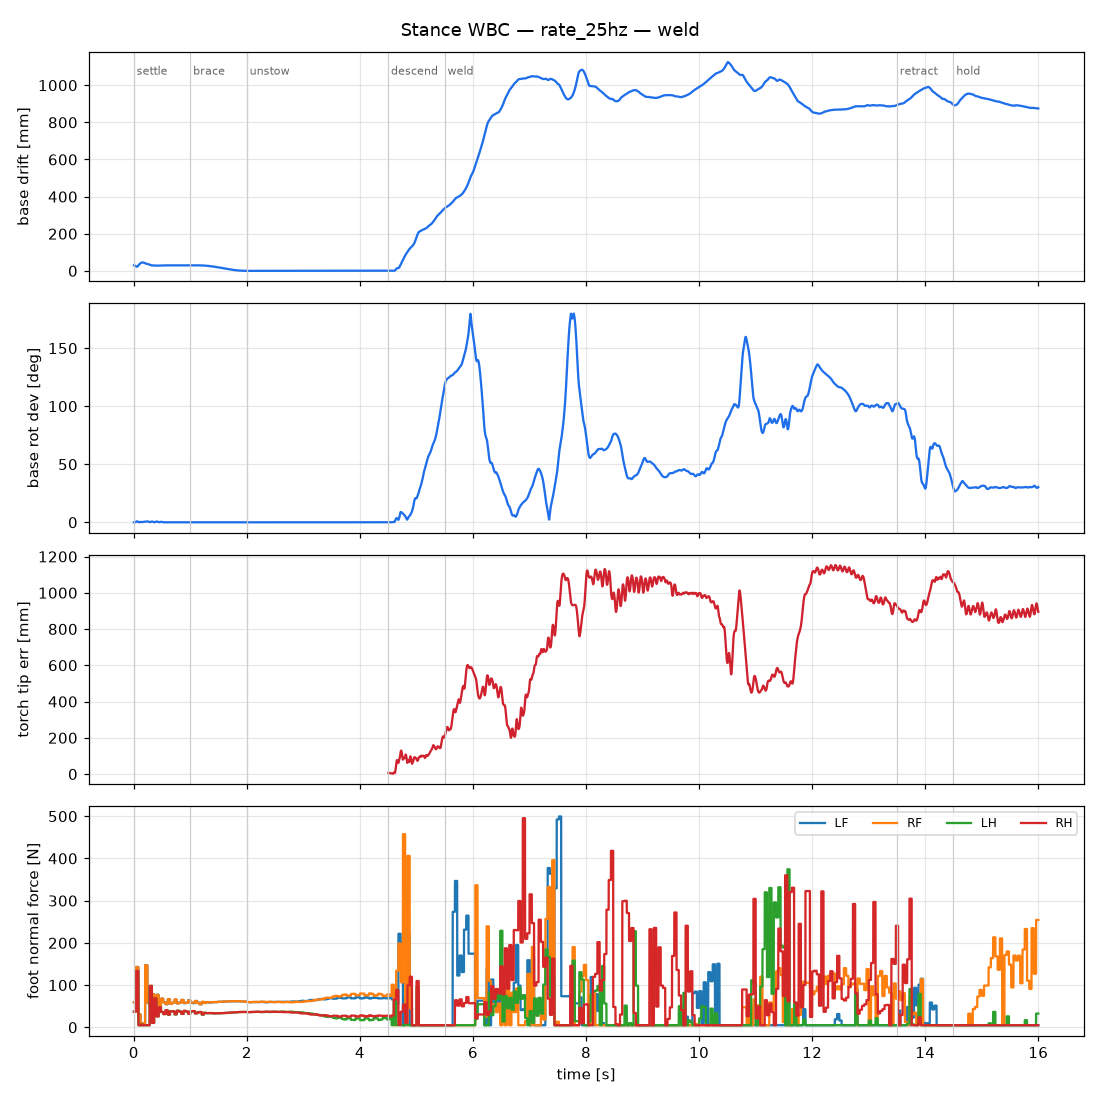 Stance WBC — rate_25hz — weld
settle
brace
unstow
descend
weld
retract
hold
base drift [mm]
1000
800
600
400
200
0
base rot dev [deg]
150
100
50
0
torch tip err [mm]
1200
1000
800
600
400
200
0
foot normal force [N]
500
400
300
200
100
0
LF
RF
LH
RH
0 2 4 6 8 10 12 14 16
time [s]